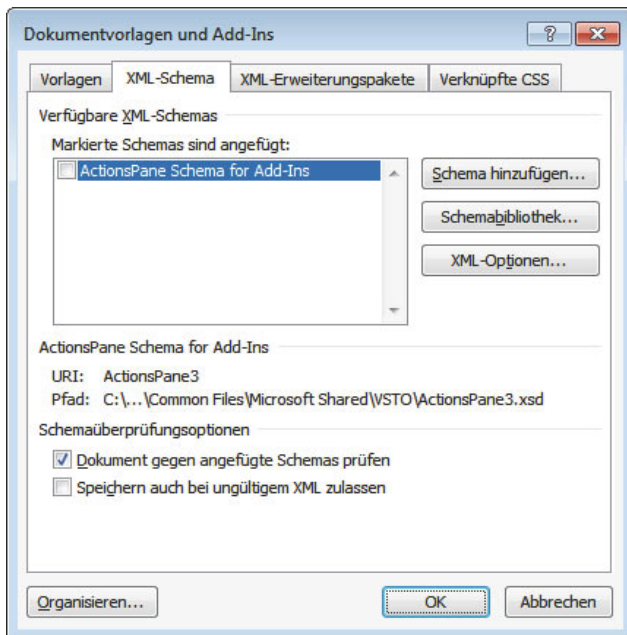 Dokumentvorlagen und Add-Ins
Vorlagen XML-Schema XML-Erweiterungspakete Verknüpfte CSS
Verfügbare XML-Schemas
Markierte Schemas sind angefügt:
ActionsPane Schema for Add-Ins
Schema hinzufügen...
Schemabibliothek...
XML-Optionen...
ActionsPane Schema for Add-Ins
URI: ActionsPane3
Pfad: C:\...\Common Files\Microsoft Shared\VSTO\ActionsPane3.xsd
Schemaüberprüfungsoptionen
Dokument gegen angefügte Schemas prüfen
Speichern auch bei ungültigem XML zulassen
Organisieren... OK Abbrechen